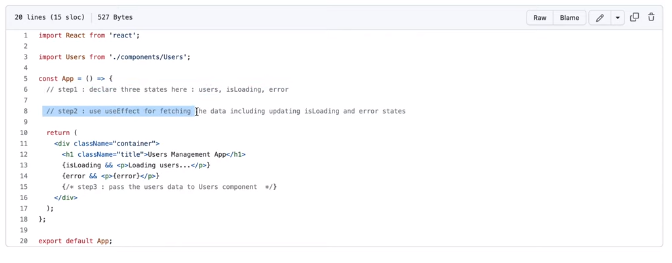 20 lines (15 sloc) | 527 Bytes
Raw Blame
1 import React from 'react';
2
3 import Users from './components/Users';
4
5 const App = () => {
6 // step1 : declare three states here : users, isLoading, error
7
8 // step2 : use useEffect for fetching the data including updating isLoading and error states
9
10 return (
11 <div className="container">
12 <h1 className="title">Users Management App</h1>
13 {isLoading && <p>Loading users...</p>}
14 {error && <p>{error}</p>}
15 {/* step3 : pass the users data to Users component */}
16 </div>
17 );
18 };
19
20 export default App;